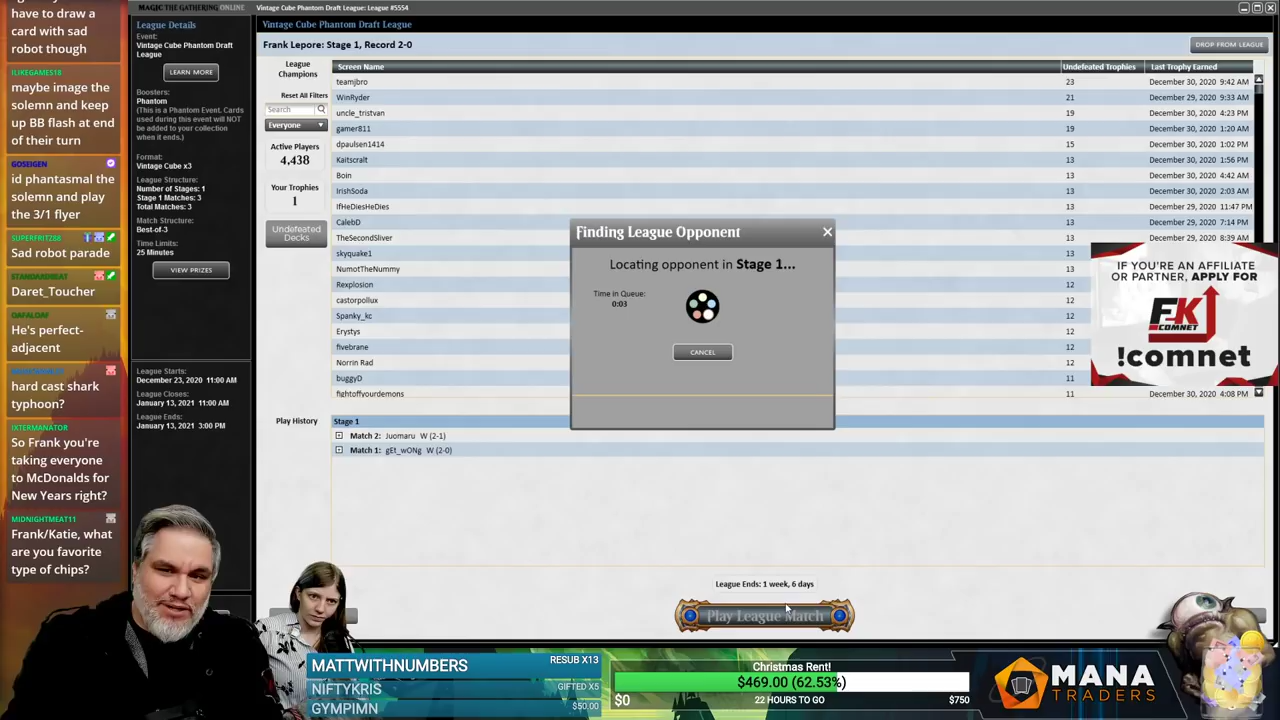 have to draw a
card with sad
robot though
ILIKEGAMES18
maybe image the
solemn and keep
up BB flash at end
of their turn
GOSEIGEN
id phantasmal the
solemn and play
the 3/1 flyer
SUPERFRITZ88
Sad robot parade
STANDARDHEAT
Daret_Toucher
OAFALOAF
He's perfect-
adjacent
hard cast shark
typhoon?
IXTERMANATOR
So Frank you're
taking everyone
to McDonalds for
New Years right?
MIDNIGHTMEAT11
Frank/Katie, what
are you favorite
type of chips?
MAGIC THE GATHERING ONLINE
Vintage Cube Phantom Draft League: League #5554
League Details
Event:
Vintage Cube Phantom Draft
League
LEARN MORE
Boosters:
Phantom
(This is a Phantom Event. Cards
used during this event will NOT
be added to your collection
when it ends.)
Format:
Vintage Cube x3
League Structure:
Number of Stages: 1
Stage 1 Matches: 3
Total Matches: 3
Match Structure:
Best-of-3
Time Limits:
25 Minutes
VIEW PRIZES
League Starts:
December 23, 2020 11:00 AM
League Closes:
January 13, 2021 11:00 AM
League Ends:
January 13, 2021 3:00 PM
Vintage Cube Phantom Draft League
Frank Lepore: Stage 1, Record 2-0
DROP FROM LEAGUE
League
Champions
Reset All Filters
Search
Everyone
Active Players
4,438
Your Trophies
1
Undefeated
Decks
Screen Name Undefeated Trophies Last Trophy Earned
teamjbro 23 December 30, 2020 9:42 AM
WinRyder 21 December 29, 2020 9:33 AM
uncle_tristvan 19 December 29, 2020 4:23 PM
gamer811 19 December 30, 2020 1:20 AM
dpaulsen1414 15 December 30, 2020 1:02 PM
Kaitscralt 13 December 30, 2020 1:56 PM
Boin 13 December 30, 2020 4:42 AM
IrishSoda 13 December 30, 2020 2:03 AM
IfHeDiesHeDies 13 December 29, 2020 11:47 PM
CalebD 13 December 29, 2020 7:14 PM
TheSecondSliver 13 December 29, 2020 8:39 AM
skyquake1 13
NumotTheNummy 13
Rexplosion 12
castorpollux 12
Spanky_kc 12
Erystys 12
fivebrane 12
Norrin Rad 12
buggyD 11
fightoffyourdemons 11 December 29, 2020 4:08 PM
Finding League Opponent
Locating opponent in Stage 1...
Time in Queue:
0:03
CANCEL
IF YOU'RE AN AFFILIATE
OR PARTNER, APPLY FOR
COMNET
!comnet
Play History
Stage 1
Match 2: Juomaru W (2-1)
Match 1: gEt_wONg W (2-0)
League Ends: 1 week, 6 days
Play League Match
MATTWITHNUMBERS RESUB X13
NIFTYKRIS GIFTED X5
GYMPIMN $50.00
Christmas Rent!
$469.00 (62.53%)
$0 22 HOURS TO GO $750
MANA
TRADERS